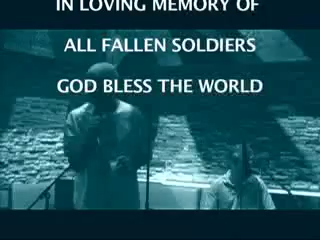 IN LOVING MEMORY OF
ALL FALLEN SOLDIERS
GOD BLESS THE WORLD